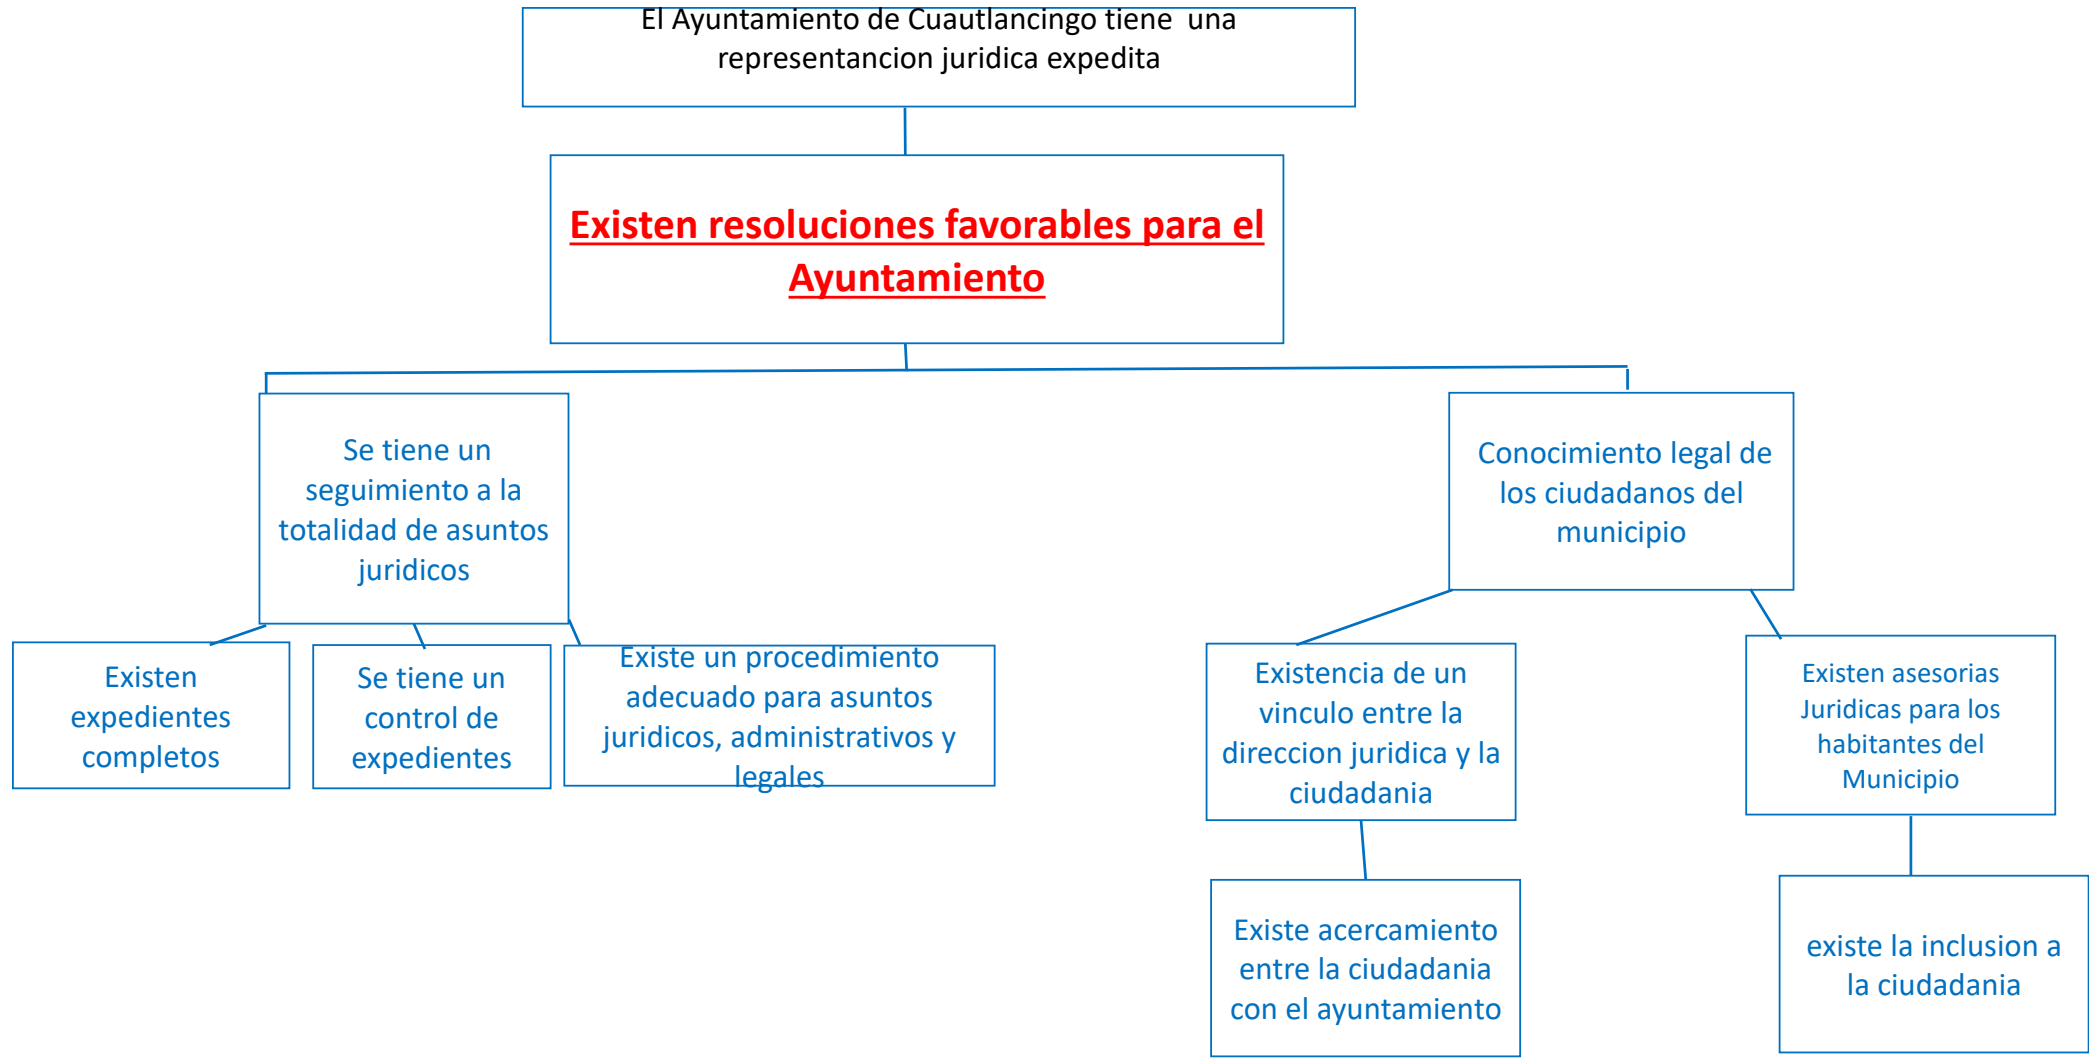 El Ayuntamiento de Cuautlancingo tiene  una
representancion juridica expedita
Existen resoluciones favorables para el
Ayuntamiento
Se tiene un
seguimiento a la
totalidad de asuntos
juridicos
Conocimiento legal de
los ciudadanos del
municipio
Existen
expedientes
completos
Se tiene un
control de
expedientes
Existe un procedimiento
adecuado para asuntos
juridicos, administrativos y
legales
Existencia de un
vinculo entre la
direccion juridica y la
ciudadania
Existen asesorias
Juridicas para los
habitantes del
Municipio
Existe acercamiento
entre la ciudadania
con el ayuntamiento
existe la inclusion a
la ciudadania